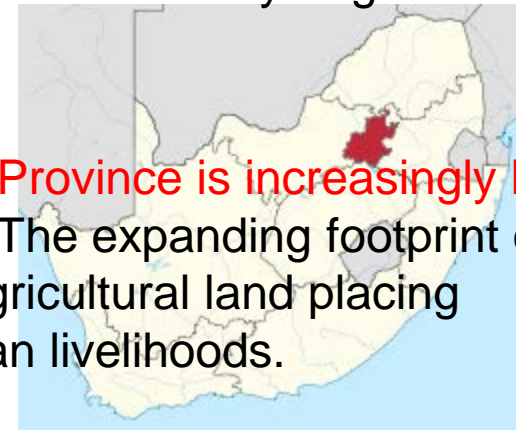 Province is increasingly
The expanding footprint
gricultural land placing
an livelihoods.